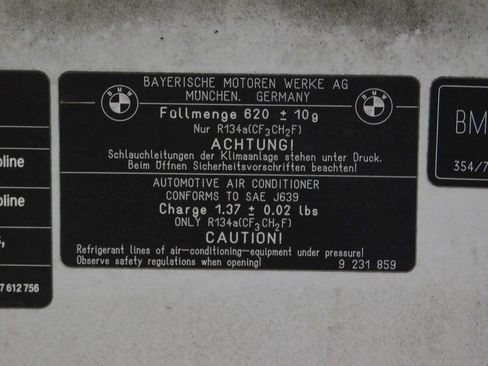 BAYERISCHE MOTOREN WERKE AG
MÜNCHEN. GERMANY
Füllmenge 620 ± 10g
Nur R134a(CF3CH2F)
ACHTUNG!
Schlauchleitungen der Klimaanlage stehen unter Druck.
Beim Öffnen Sicherheitsvorschriften beachten!
AUTOMOTIVE AIR CONDITIONER
CONFORMS TO SAE J639
Charge 1.37 ± 0.02 lbs
ONLY R134a(CF3CH2F)
CAUTION!
Refrigerant lines of air-conditioning-equipment under pressure!
Observe safety regulations when opening!
9 231 859
BMW
BMW
oline
oline
7 612 756
BM
354/7